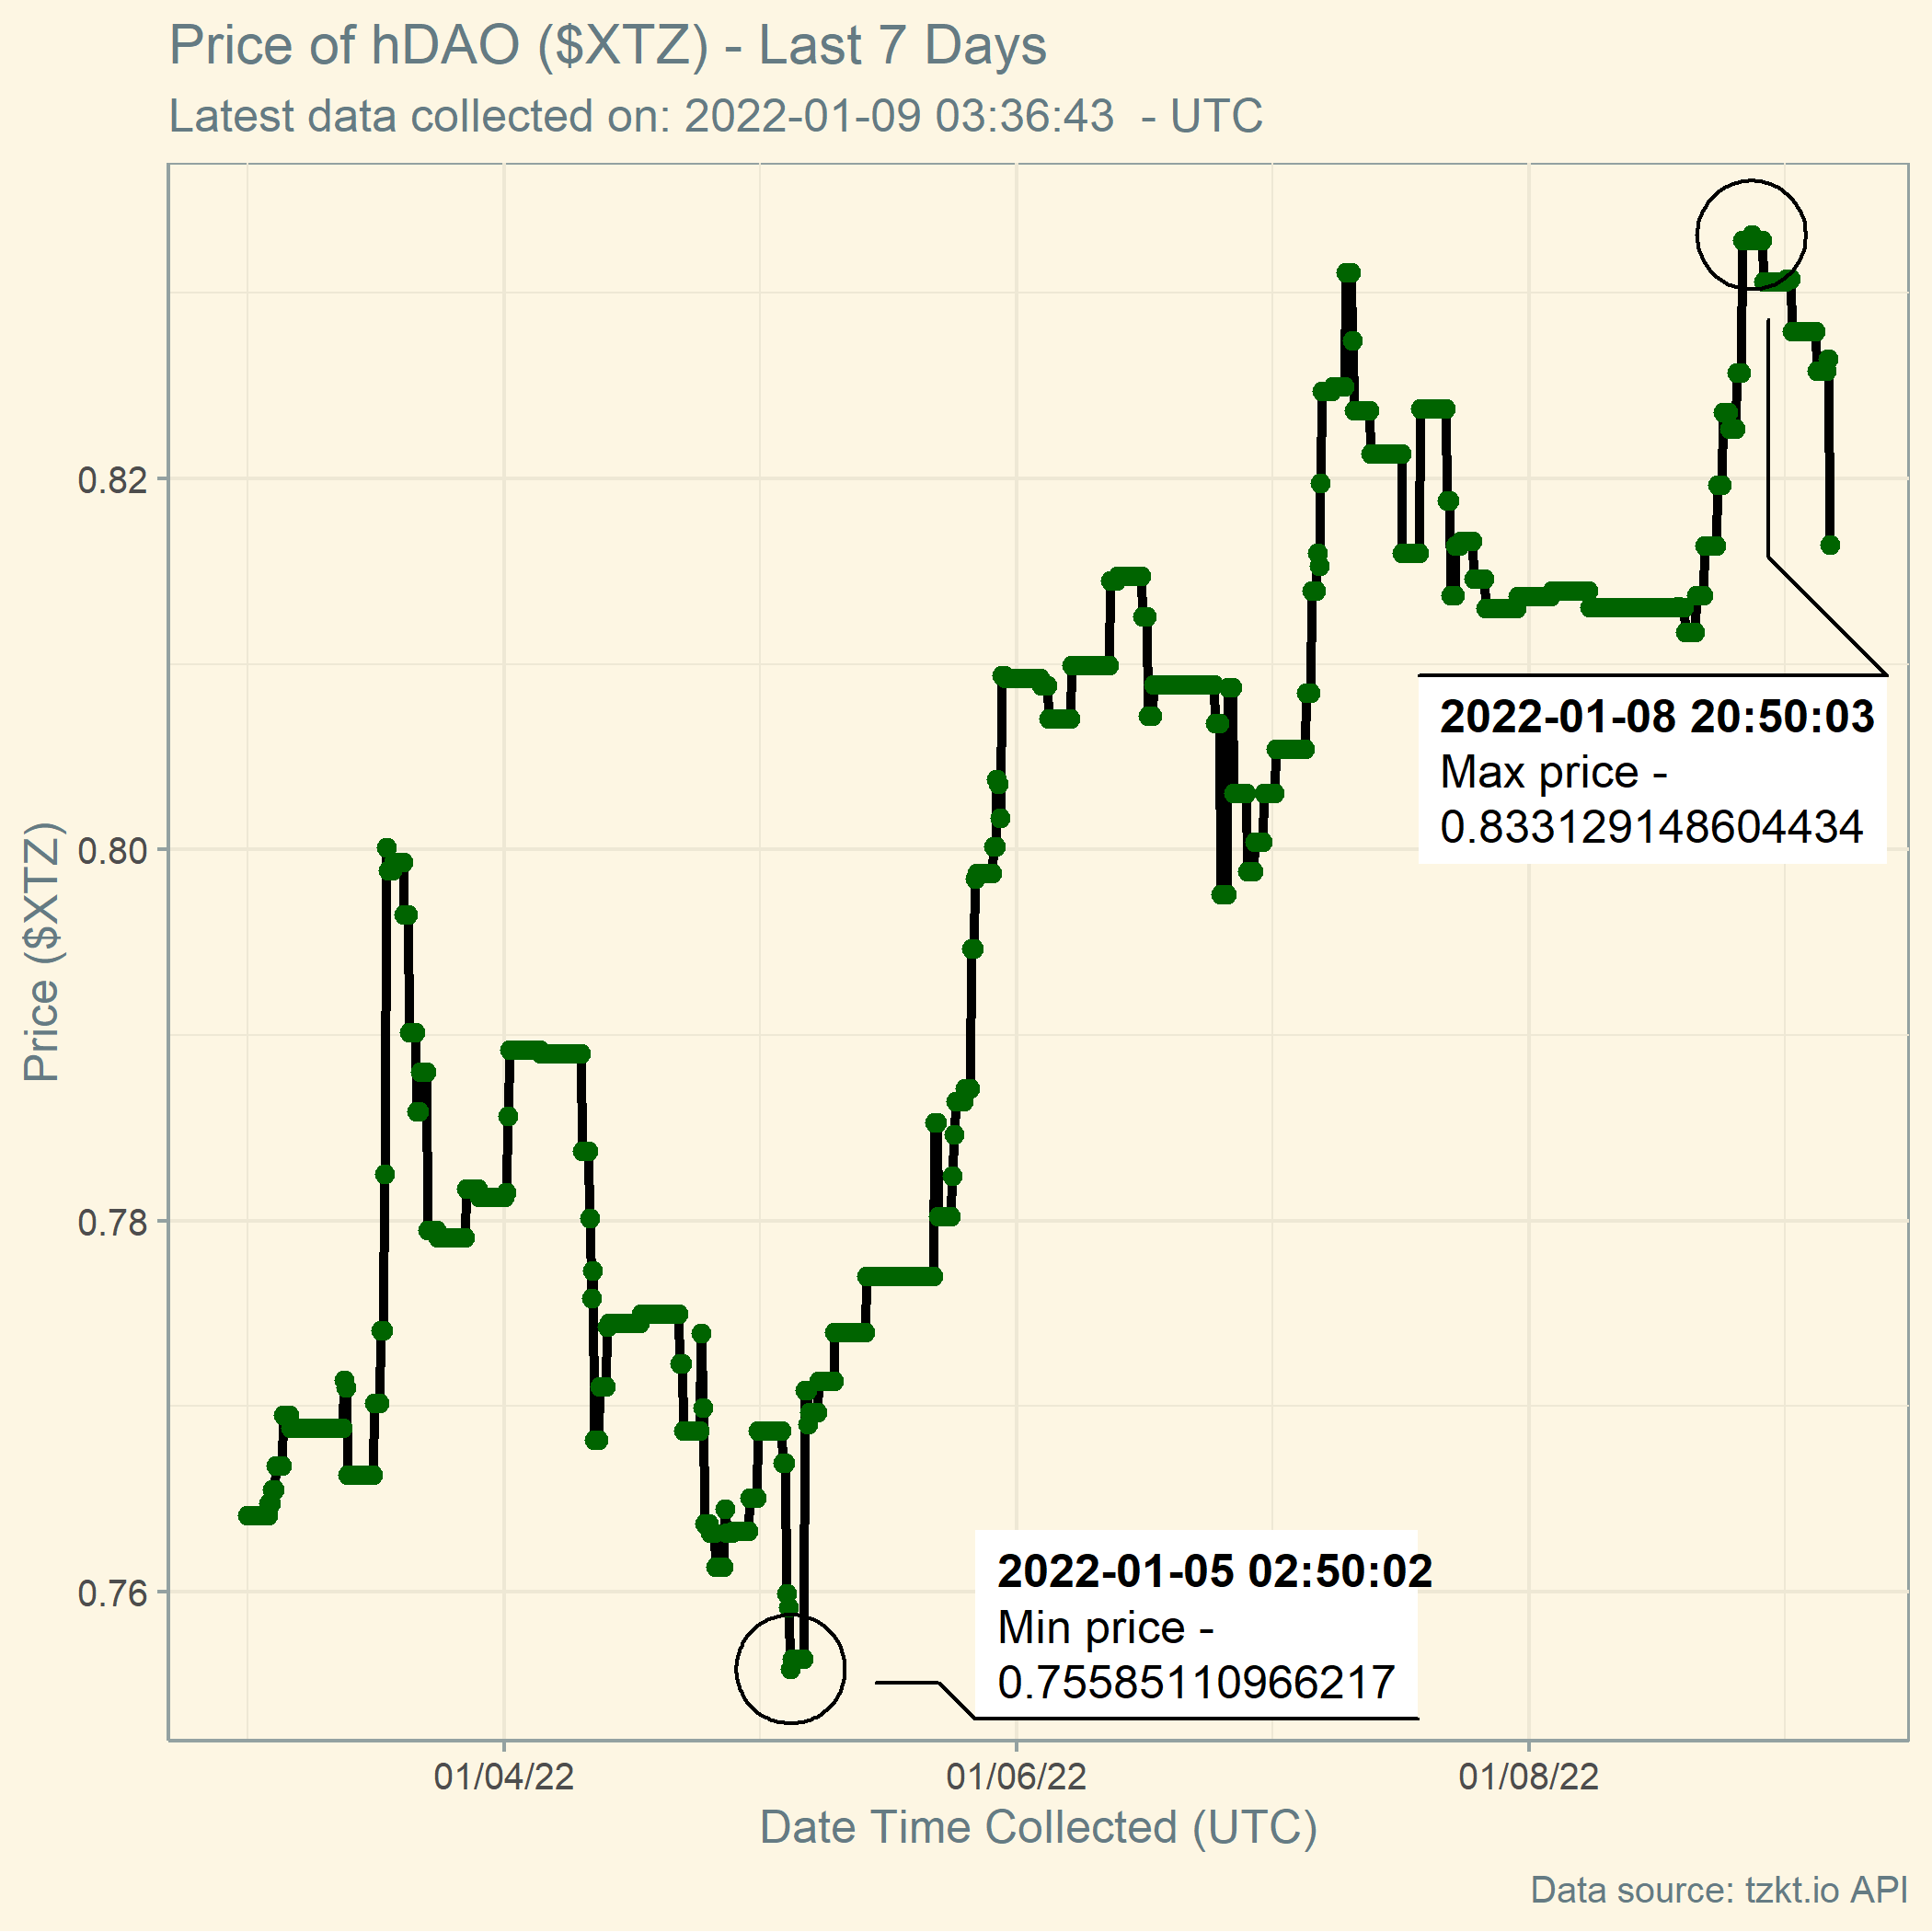 Price of hDAO ($XTZ) - Last 7 Days
Latest data collected on: 2022-01-09 03:36:43  - UTC
0.82
0.80
0.78
0.76
Price ($XTZ)
2022-01-08 20:50:03
Max price -
0.833129148604434
2022-01-05 02:50:02
Min price -
0.75585110966217
01/04/22
01/06/22
01/08/22
Date Time Collected (UTC)
Data source: tzkt.io API